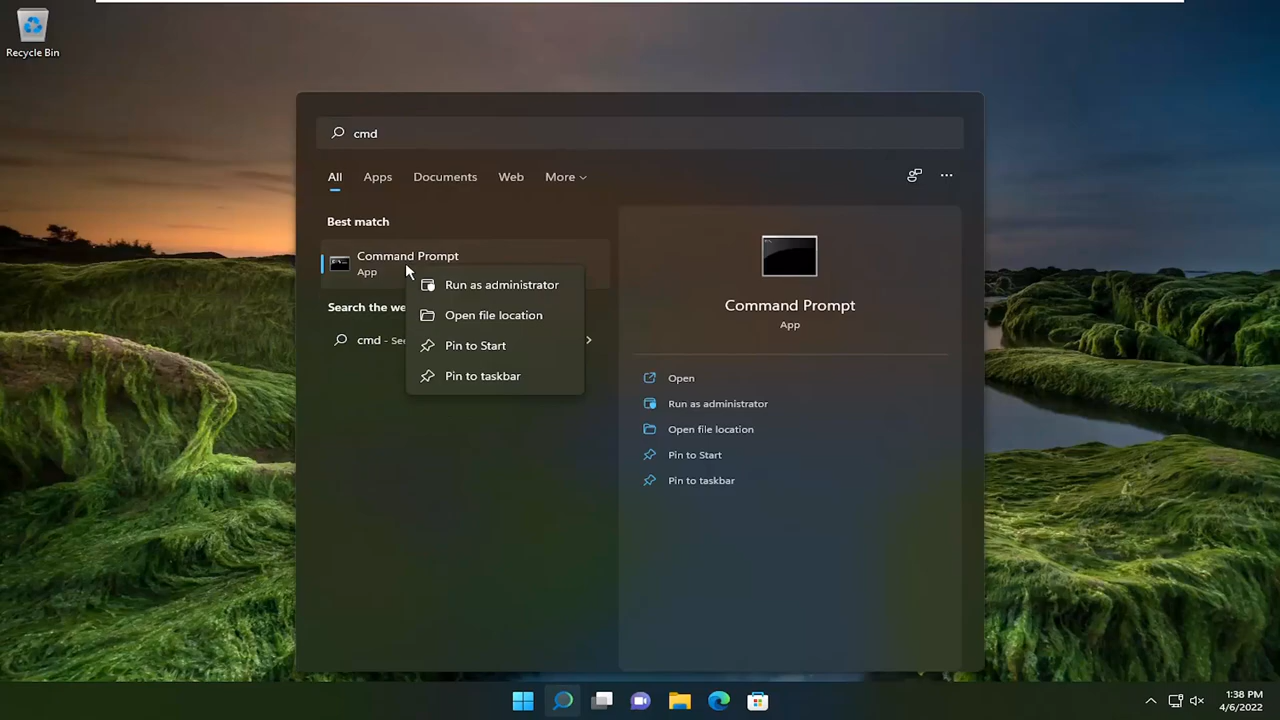 Recycle Bin
cmd
All Apps Documents Web More
Best match
Command Prompt
App
Search the we
cmd - See
Run as administrator
Open file location
Pin to Start
Pin to taskbar
Command Prompt
App
Open
Run as administrator
Open file location
Pin to Start
Pin to taskbar
1:38 PM
4/6/2022